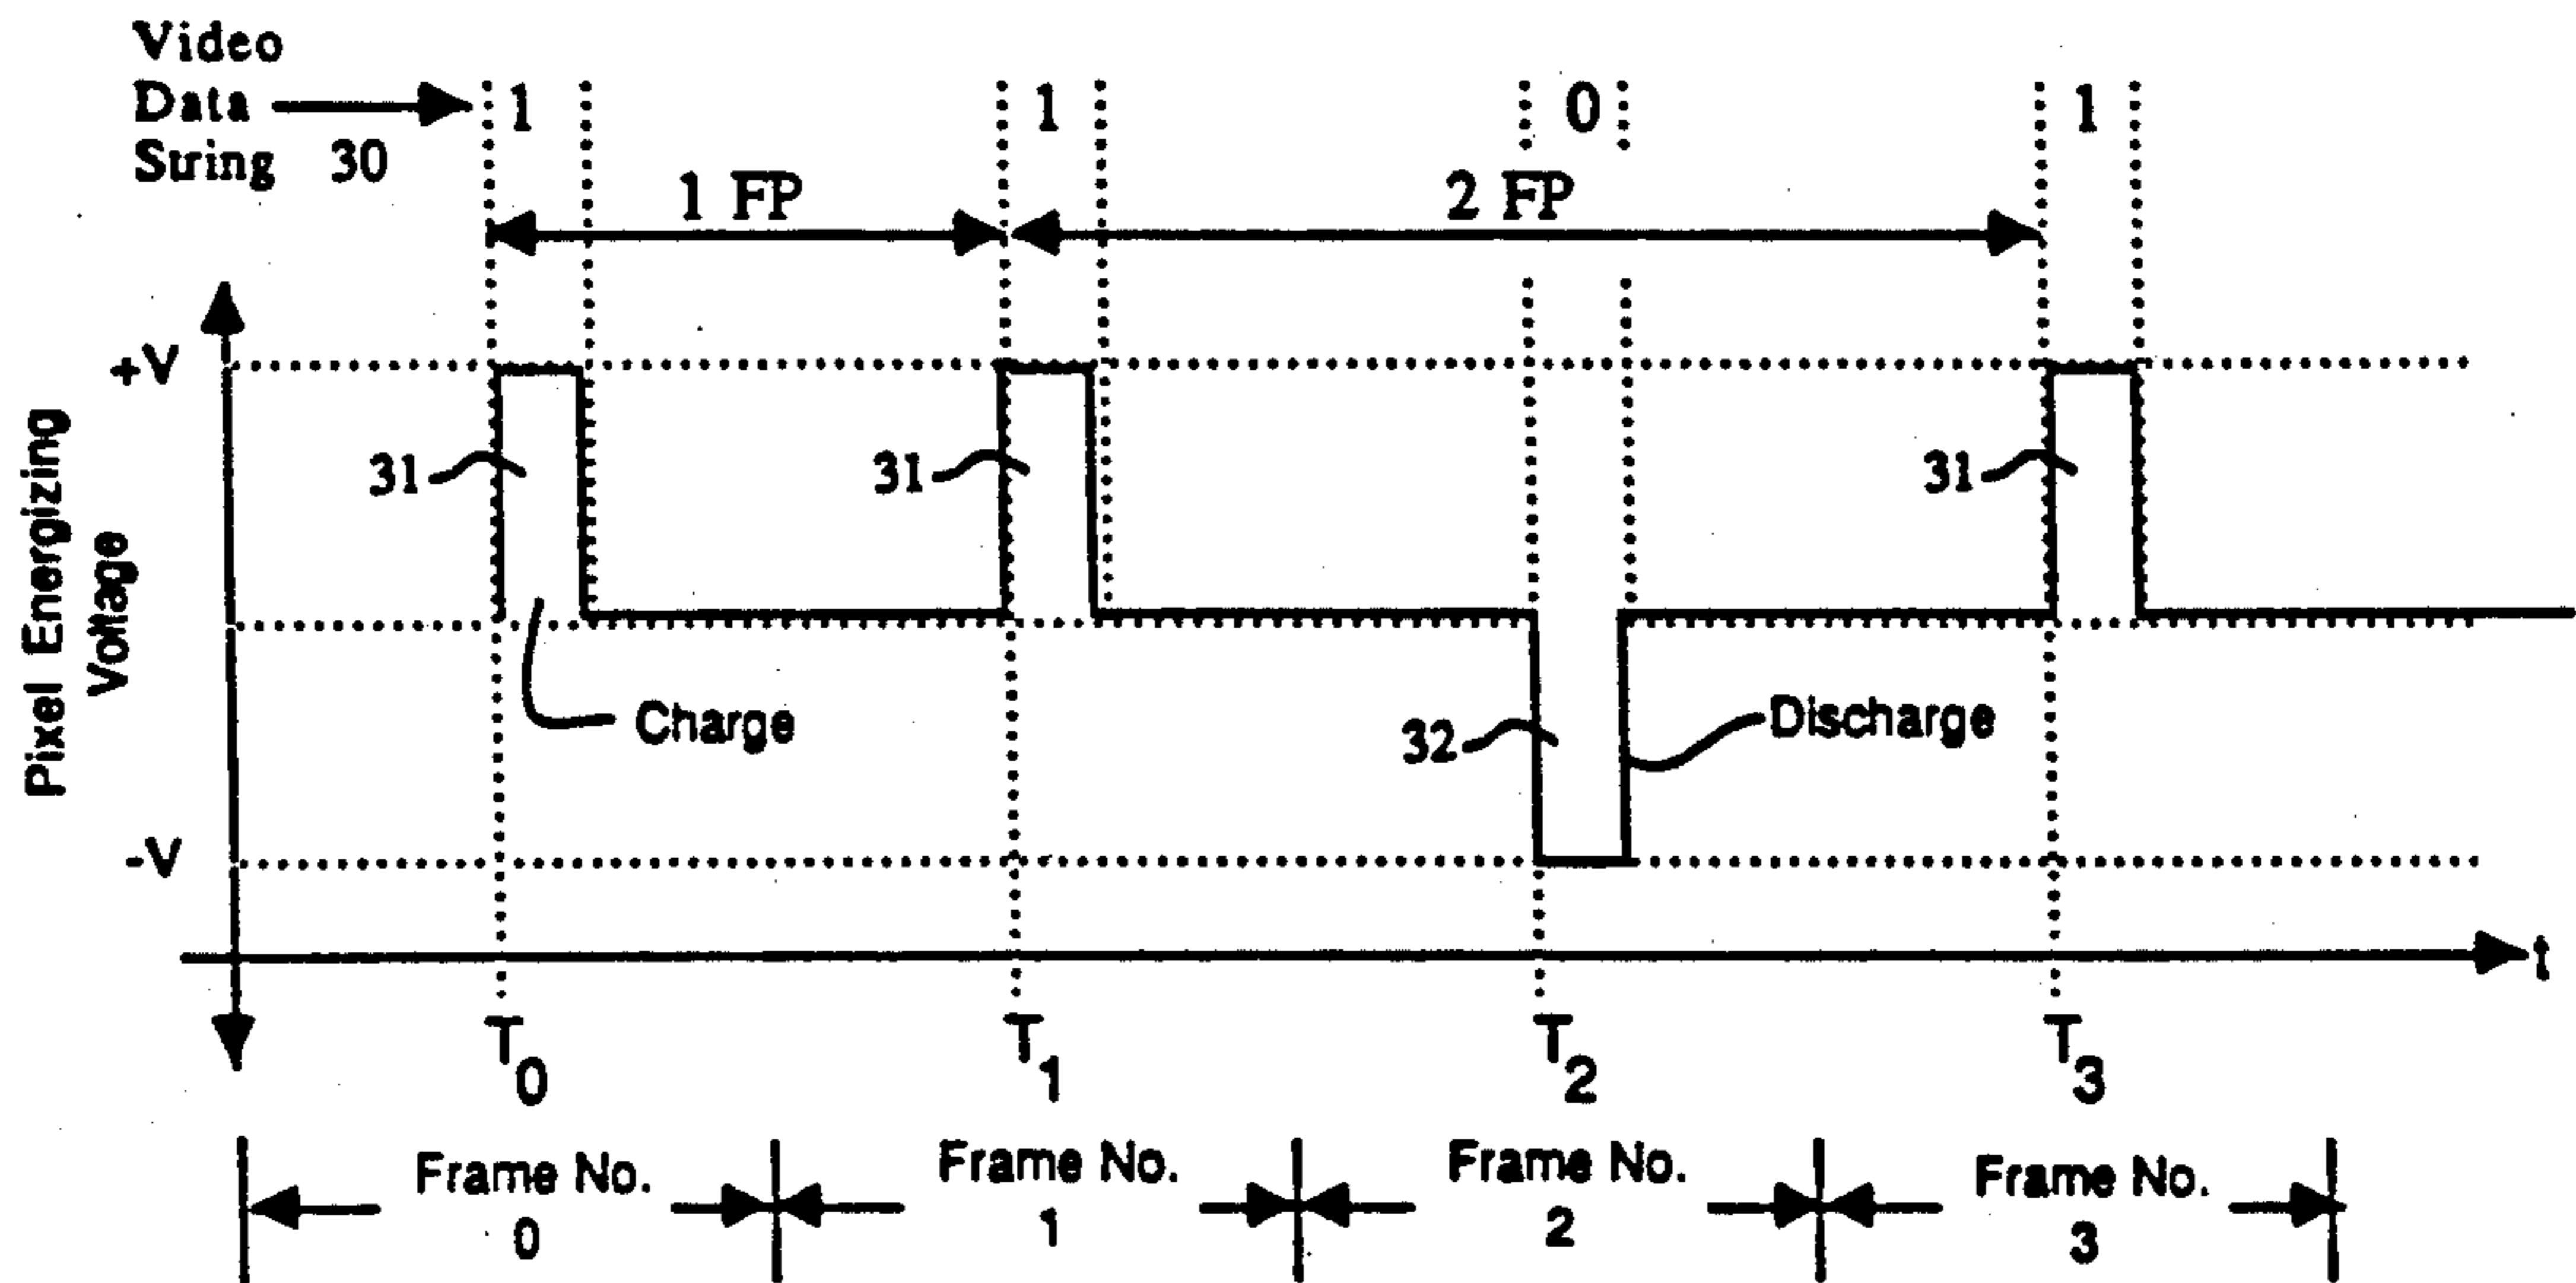 Video
Data
String 30
1 1 0 1
1 FP 2 FP
+V
31 31 31
Pixel Energizing
Voltage
Charge
32
Discharge
-V
t
T0 T1 T2 T3
Frame No. Frame No. Frame No. Frame No.
0 1 2 3